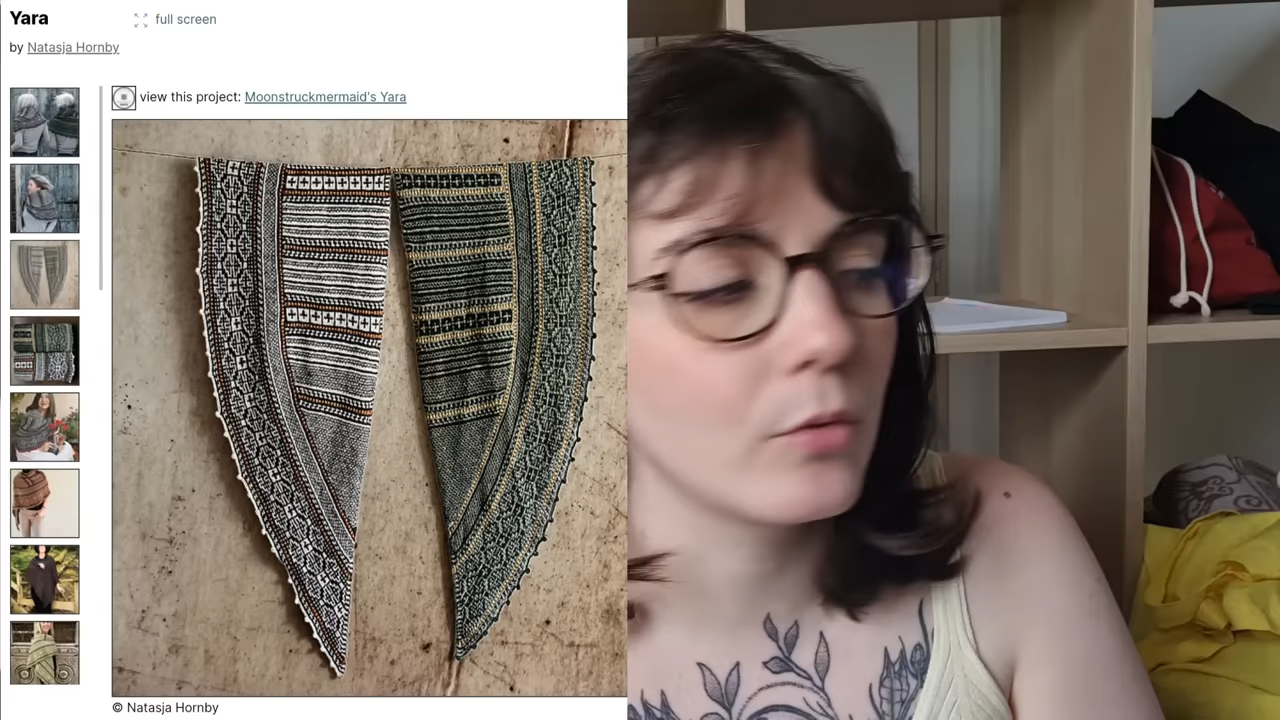 Yara
full screen
by Natasja Hornby
view this project: Moonstruckmermaid's Yara
© Natasja Hornby